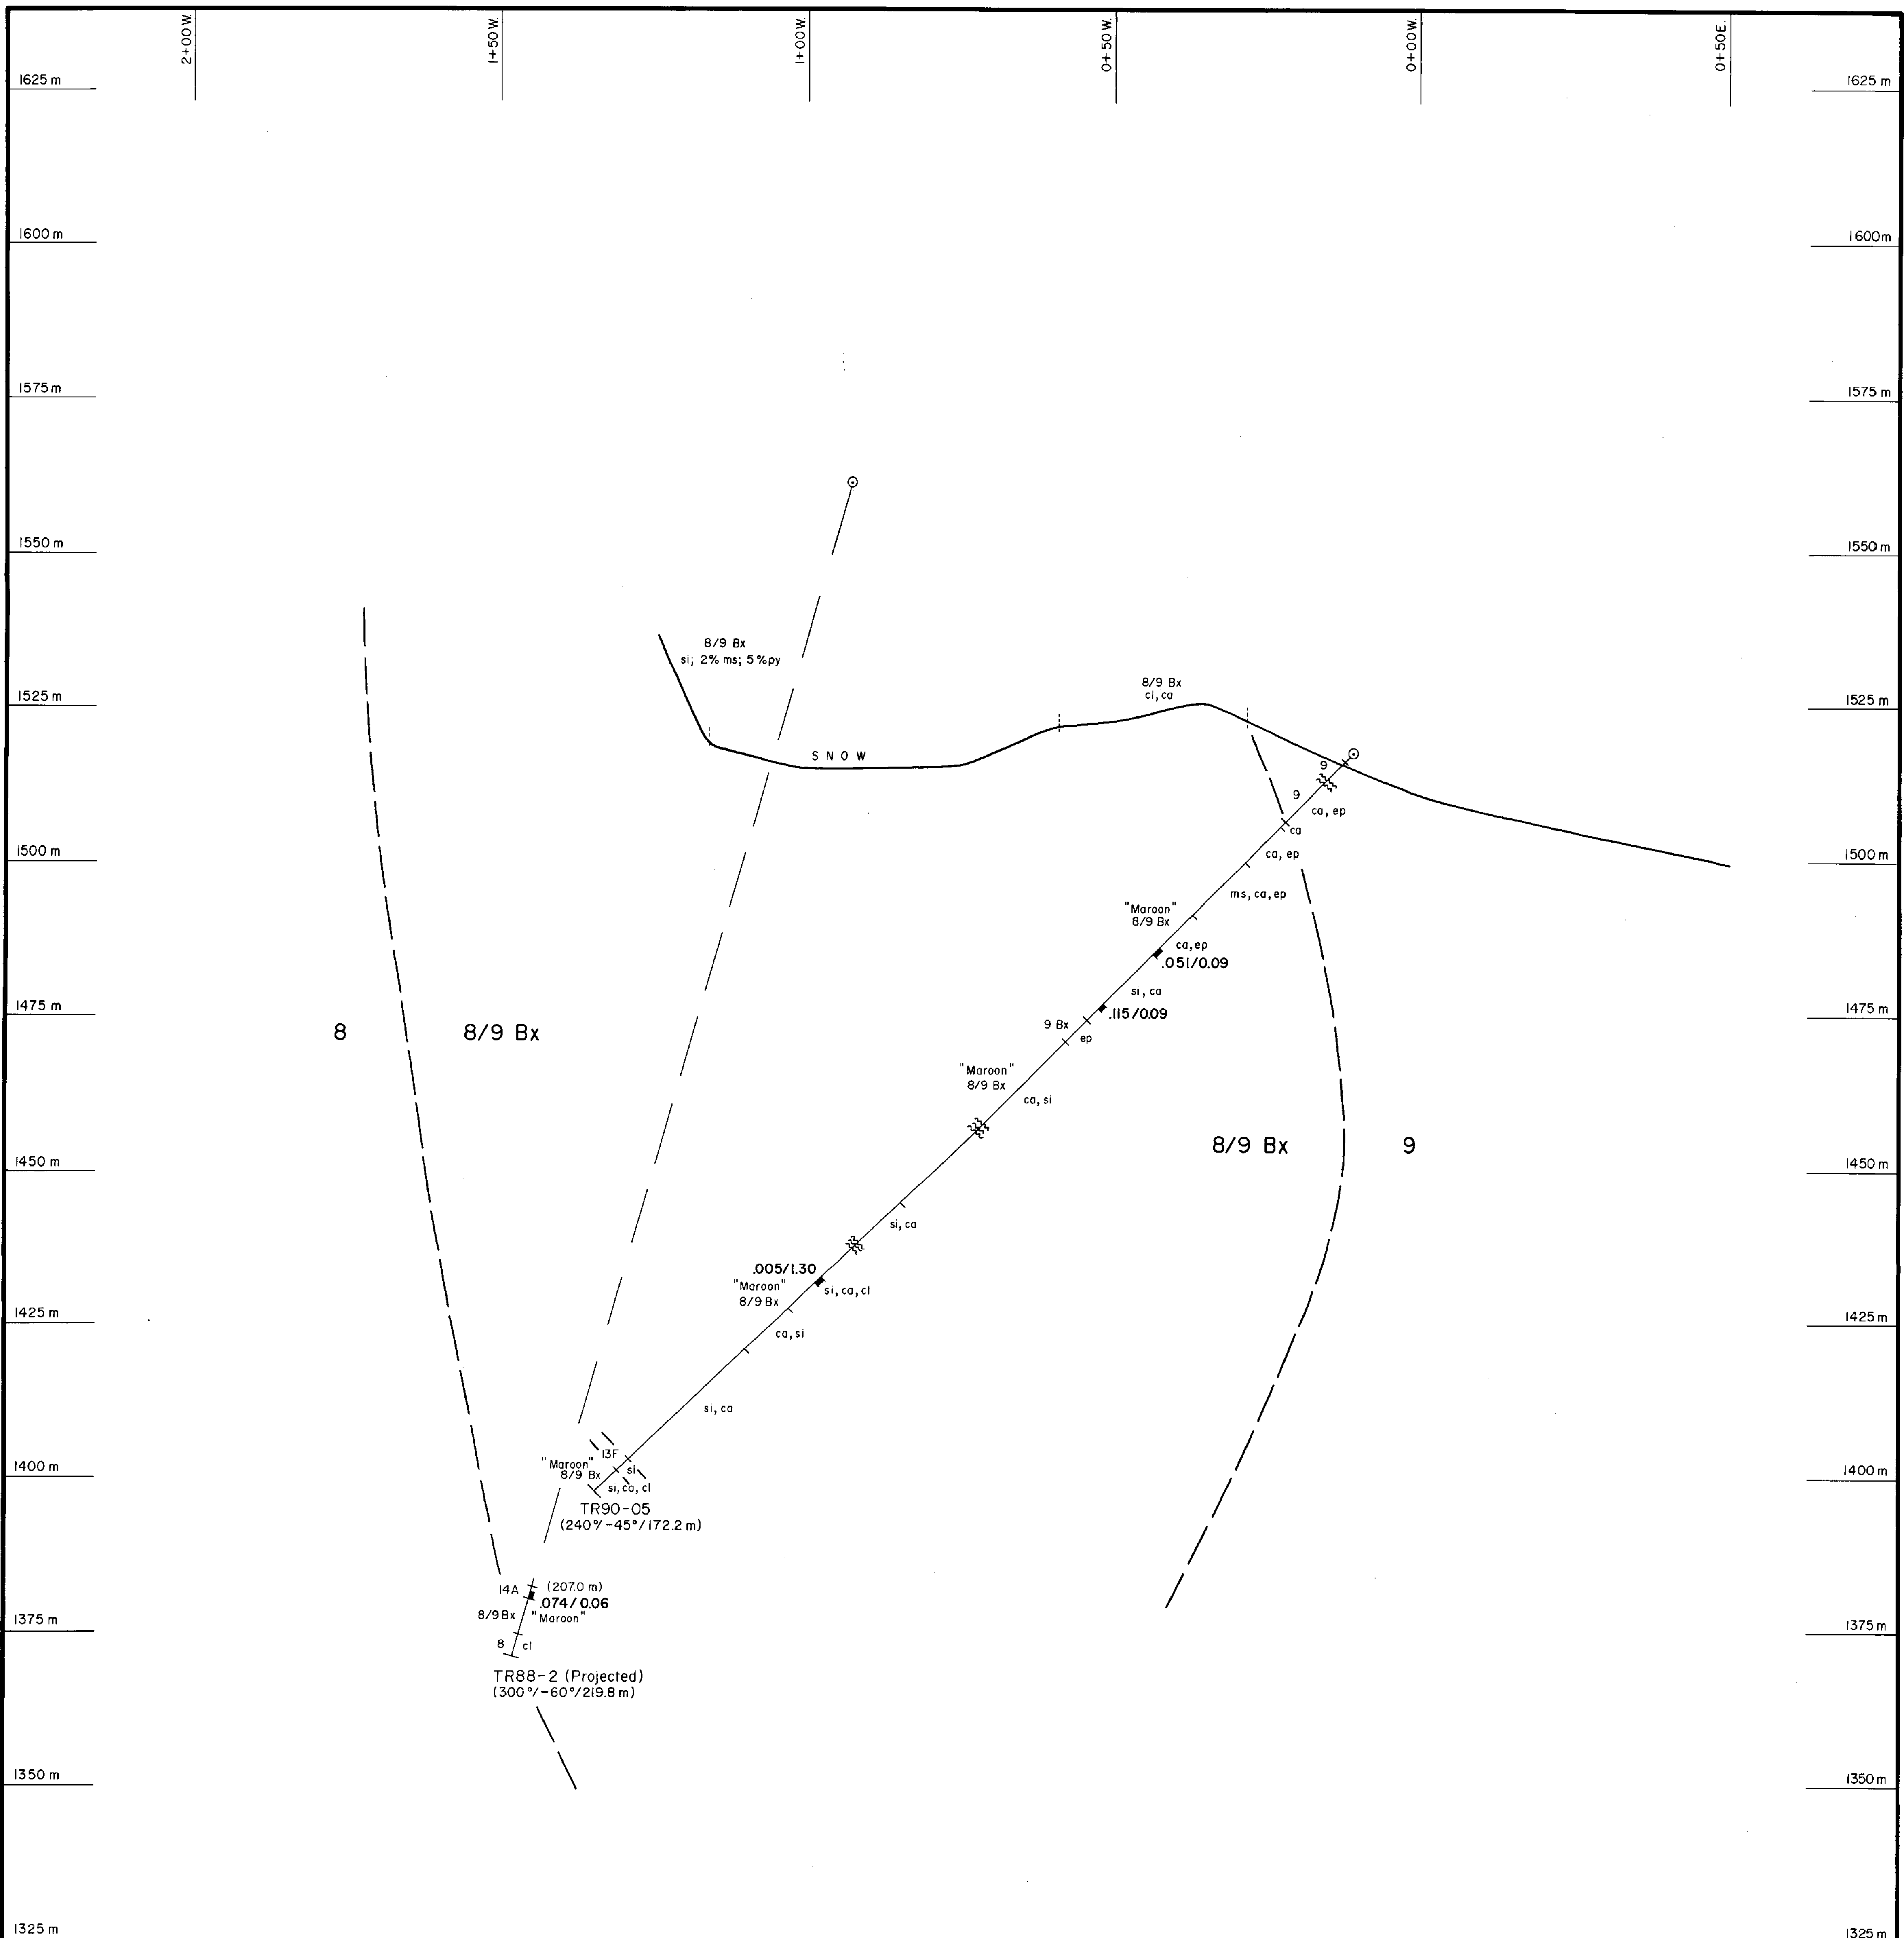 2+00W.
1+50W.
1+00W.
0+50W.
0+00W.
0+50E.
1625 m
1625 m
1600 m
1600m
1575 m
1575 m
1550 m
1550 m
8/9 Bx
si; 2% ms; 5%py
8/9 Bx
cl, ca
1525 m
1525 m
SNOW
9
9
ca, ep
ca
ca, ep
1500 m
1500 m
ms, ca, ep
"Maroon"
8/9 Bx
ca, ep
.051/0.09
si, ca
1475 m
1475 m
.115/0.09
9 Bx
ep
8
8/9 Bx
"Maroon"
8/9 Bx
ca, si
8/9 Bx
9
1450 m
1450 m
si, ca
.005/1.30
"Maroon"
8/9 Bx
si, ca, cl
1425 m
1425 m
ca, si
si, ca
13F
"Maroon"
8/9 Bx
si
si, ca, cl
1400 m
1400 m
TR90-05
(240°/-45°/172.2 m)
14A
(207.0 m)
.074/0.06
8/9 Bx
"Maroon"
1375 m
1375 m
8
cl
TR88-2 (Projected)
(300°/-60°/219.8 m)
1350 m
1350 m
1325 m
1325 m